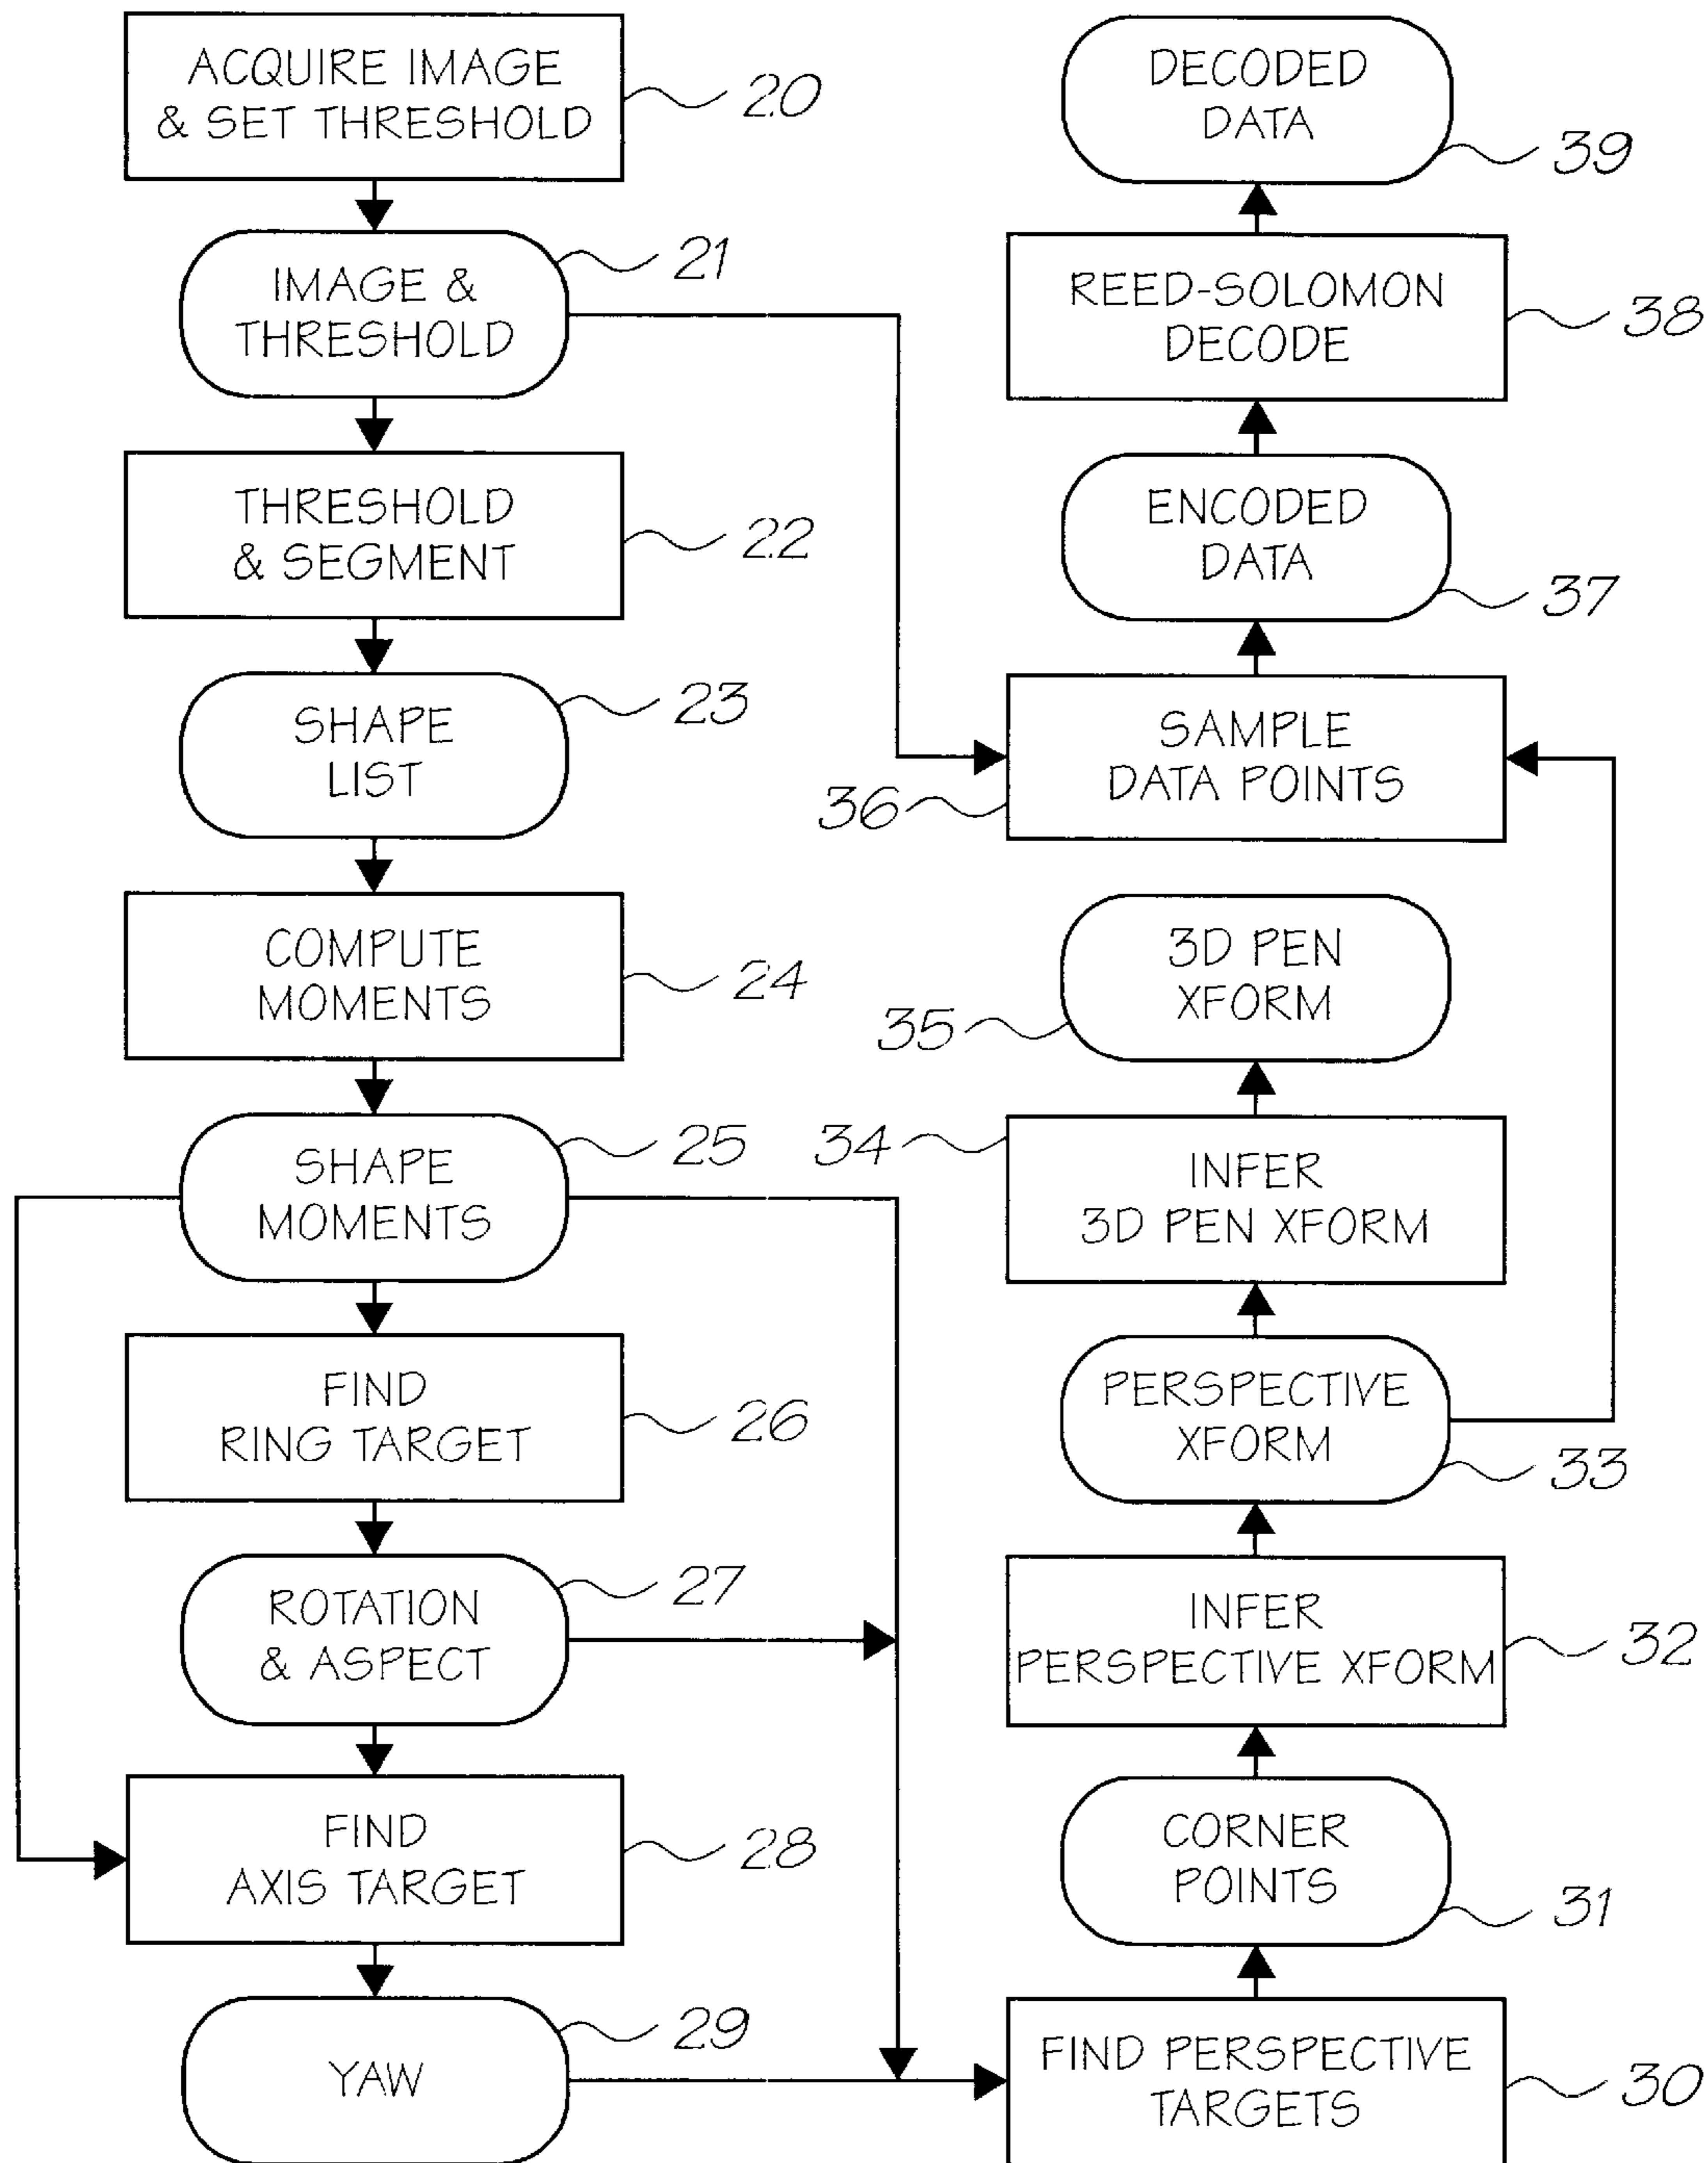 ACQUIRE IMAGE
& SET THRESHOLD
20
IMAGE &
THRESHOLD
21
THRESHOLD
& SEGMENT
22
SHAPE
LIST
23
COMPUTE
MOMENTS
24
SHAPE
MOMENTS
25
FIND
RING TARGET
26
ROTATION
& ASPECT
27
FIND
AXIS TARGET
28
YAW
29
DECODED
DATA
39
REED-SOLOMON
DECODE
38
ENCODED
DATA
37
SAMPLE
DATA POINTS
36
3D PEN
XFORM
35
34
INFER
3D PEN XFORM
PERSPECTIVE
XFORM
33
INFER
PERSPECTIVE XFORM
32
CORNER
POINTS
31
FIND PERSPECTIVE
TARGETS
30